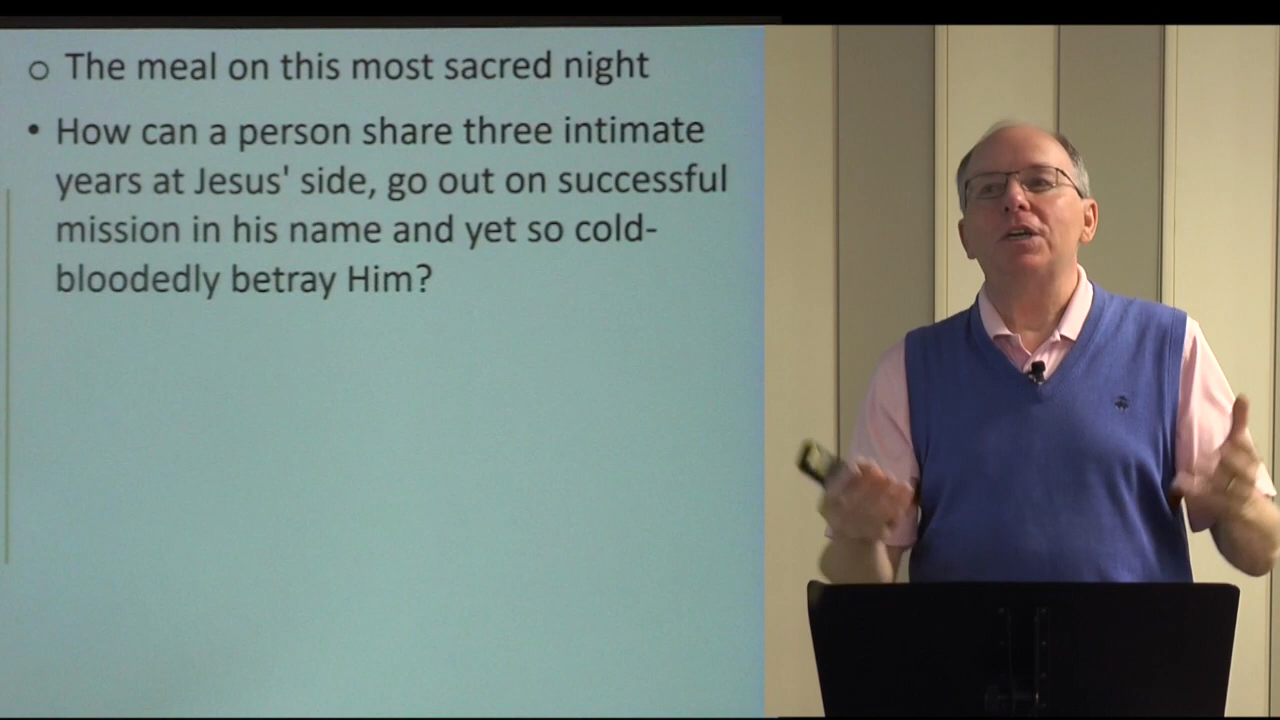 o The meal on this most sacred night
• How can a person share three intimate
years at Jesus' side, go out on successful
mission in his name and yet so cold-
bloodedly betray Him?